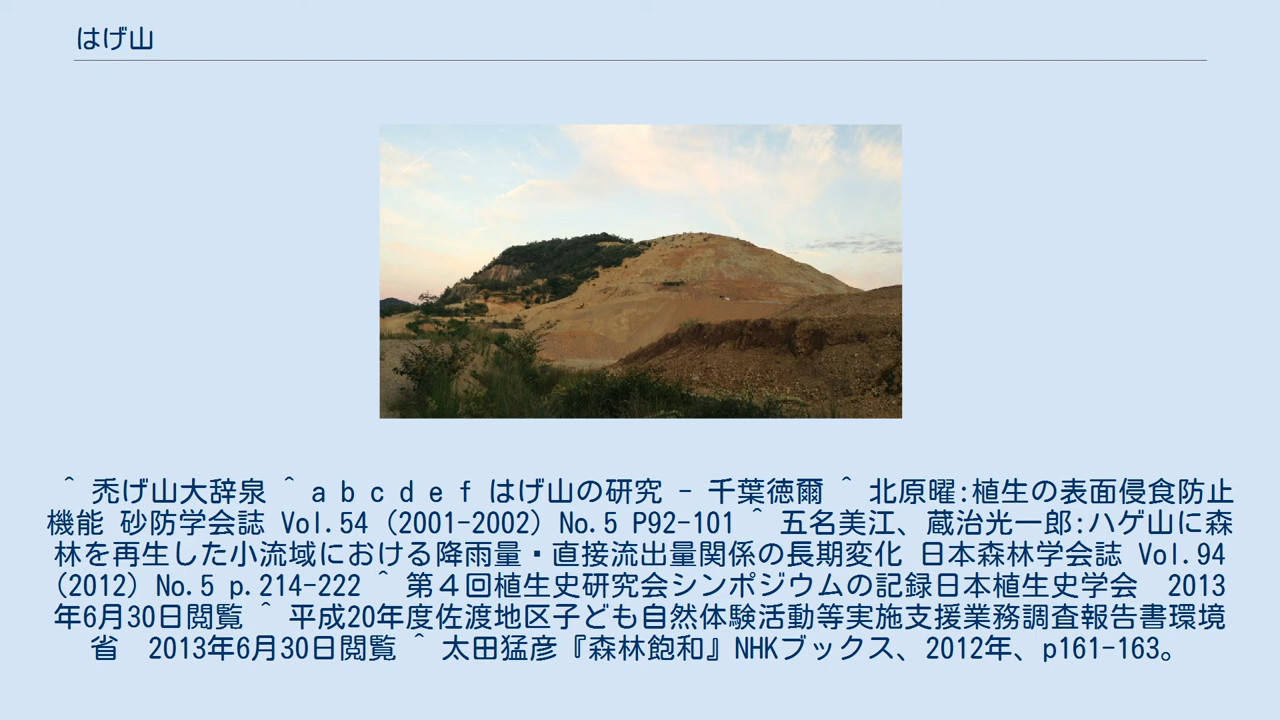 はげ山
^ 禿げ山大辞泉 ^ a b c d e f はげ山の研究 - 千葉徳爾 ^ 北原曜:植生の表面侵食防止
機能 砂防学会誌 Vol.54 (2001-2002) No.5 P92-101 ^ 五名美江、蔵治光一郎:ハゲ山に森
林を再生した小流域における降雨量・直接流出量関係の長期変化 日本森林学会誌 Vol.94
(2012) No.5 p.214-222 ^ 第４回植生史研究会シンポジウムの記録日本植生史学会　2013
年6月30日閲覧 ^ 平成20年度佐渡地区子ども自然体験活動等実施支援業務調査報告書環境
省　2013年6月30日閲覧 ^ 太田猛彦『森林飽和』NHKブックス、2012年、p161-163。